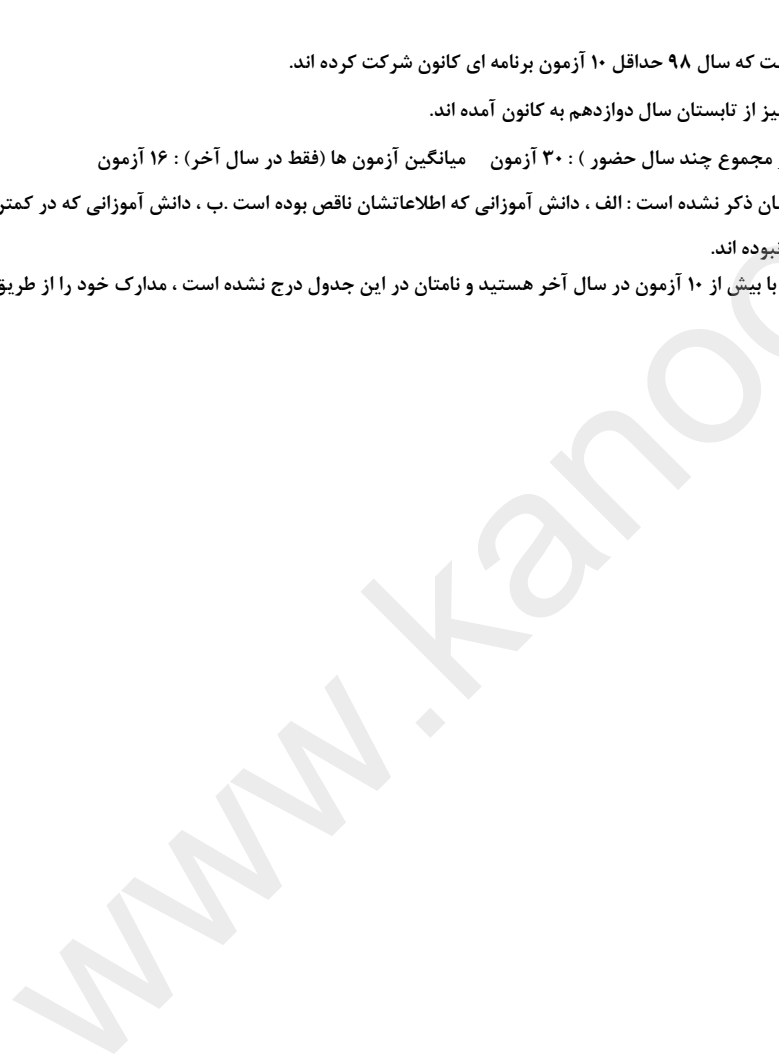 ت که سال ۹۸ حداقل ۱۰ آزمون برنامه ای کانون شرکت کرده اند.
یز از تابستان سال دوازدهم به کانون آمده اند.
مجموع چند سال حضور ) : ۳۰ آزمون میانگین آزمون ها (فقط در سال آخر) : ۱۶ آزمون
ان ذکر نشده است : الف ، دانش آموزانی که اطلاعاتشان ناقص بوده است .ب ، دانش آموزانی که در کمتر
نبوده اند.
با بیش از ۱۰ آزمون در سال آخر هستید و نامتان در این جدول درج نشده است ، مدارک خود را از طریق
www.kanoo